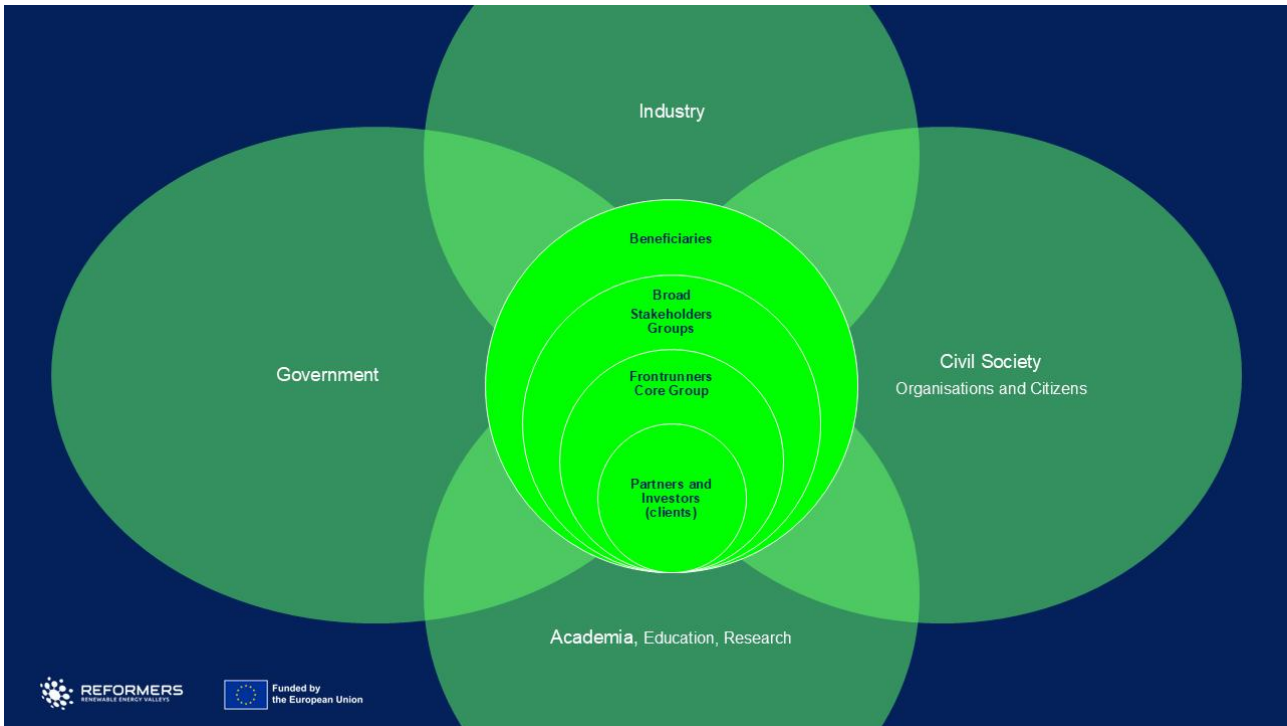 Industry
Beneficiaries
Broad
Stakeholders
Groups
Government
Civil Society
Organisations and Citizens
Frontrunners
Core Group
Partners and
Investors
(clients)
Academia, Education, Research
REFORMERS
RENEWABLE ENERGY VALLEYS
Funded by
the European Union